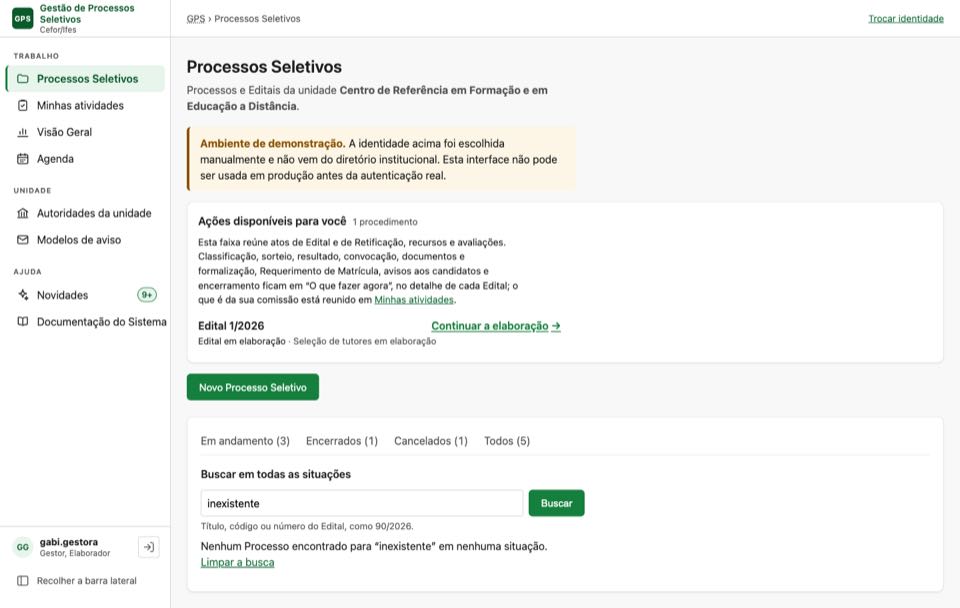 GPS
Gestão de Processos
Seletivos
Cefor/Ifes
GPS › Processos Seletivos
Trocar identidade
TRABALHO
Processos Seletivos
Minhas atividades
Visão Geral
Agenda
UNIDADE
Autoridades da unidade
Modelos de aviso
AJUDA
Novidades 9+
Documentação do Sistema
GG
gabi.gestora
Gestor, Elaborador
Recolher a barra lateral
Processos Seletivos
Processos e Editais da unidade Centro de Referência em Formação e em
Educação a Distância.
Ambiente de demonstração. A identidade acima foi escolhida
manualmente e não vem do diretório institucional. Esta interface não pode
ser usada em produção antes da autenticação real.
Ações disponíveis para você 1 procedimento
Esta faixa reúne atos de Edital e de Retificação, recursos e avaliações.
Classificação, sorteio, resultado, convocação, documentos e
formalização, Requerimento de Matrícula, avisos aos candidatos e
encerramento ficam em “O que fazer agora”, no detalhe de cada Edital; o
que é da sua comissão está reunido em Minhas atividades.
Edital 1/2026
Continuar a elaboração →
Edital em elaboração · Seleção de tutores em elaboração
Novo Processo Seletivo
Em andamento (3) Encerrados (1) Cancelados (1) Todos (5)
Buscar em todas as situações
inexistente
Buscar
Título, código ou número do Edital, como 90/2026.
Nenhum Processo encontrado para “inexistente” em nenhuma situação.
Limpar a busca